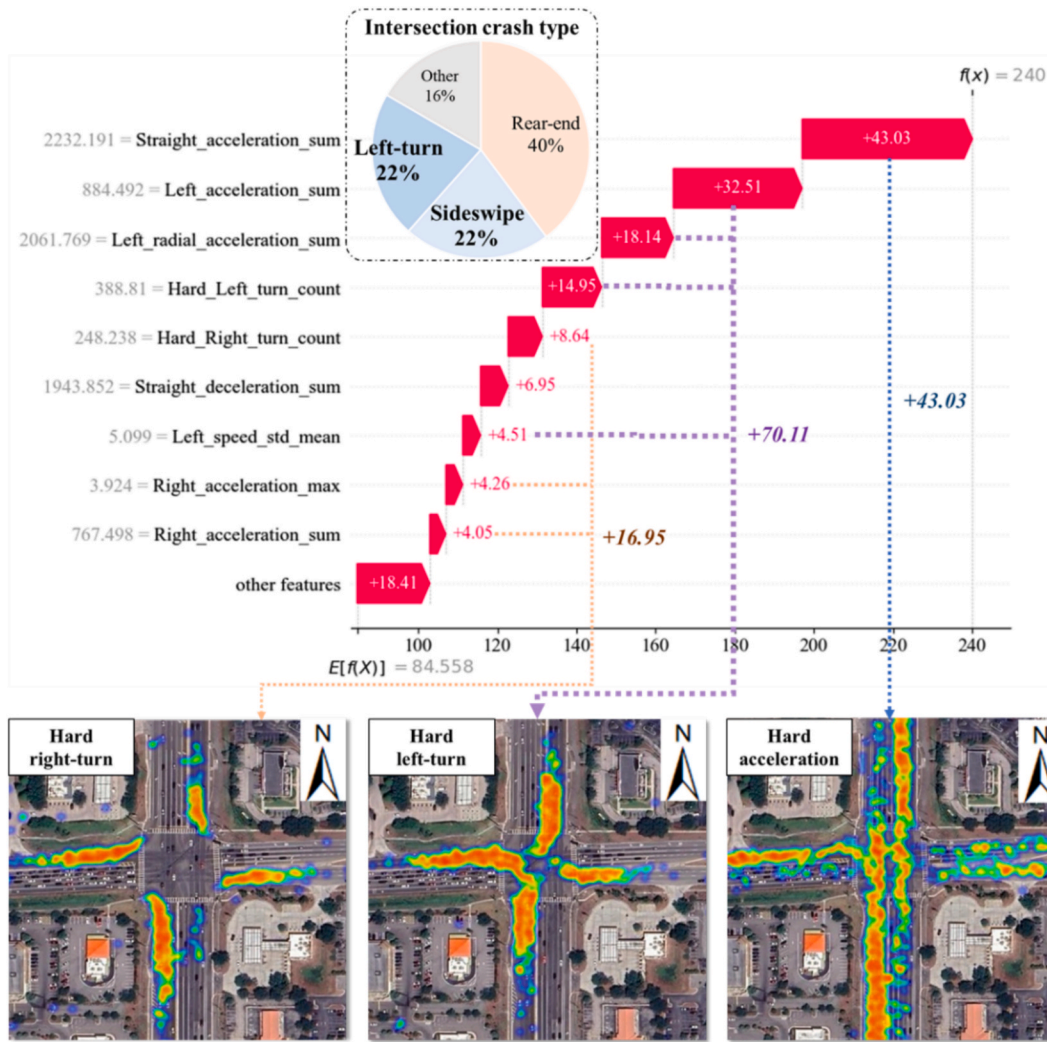 Intersection crash type
Other
16%
Rear-end
40%
Left-turn
22%
Sideswipe
22%
f(x) = 240
2232.191 = Straight_acceleration_sum
+43.03
884.492 = Left_acceleration_sum
+32.51
2061.769 = Left_radial_acceleration_sum
+18.14
388.81 = Hard_Left_turn_count
+14.95
248.238 = Hard_Right_turn_count
+8.64
1943.852 = Straight_deceleration_sum
+6.95
+43.03
5.099 = Left_speed_std_mean
+4.51
+70.11
3.924 = Right_acceleration_max
+4.26
767.498 = Right_acceleration_sum
+4.05
+16.95
other features
+18.41
100 120 140 160 180 200 220 240
E[f(X)] = 84.558
Hard
right-turn
N
Hard
left-turn
N
Hard
acceleration
N